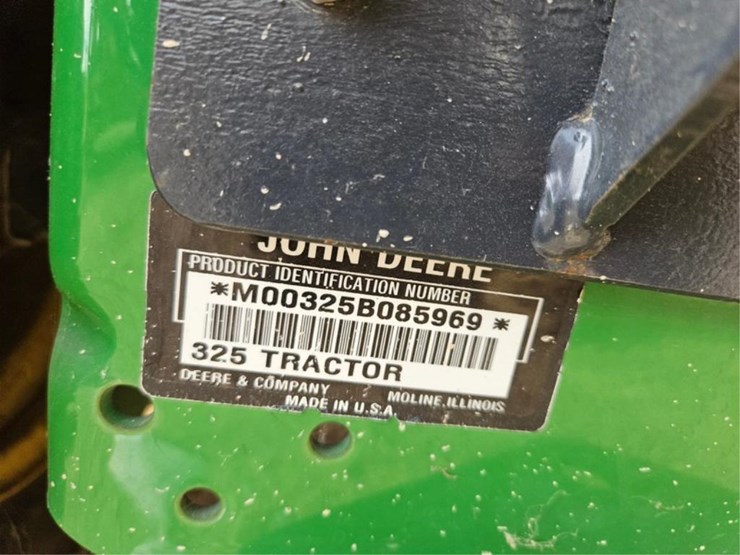 JOHN DEERE
PRODUCT IDENTIFICATION NUMBER
*M00325B085969*
325 TRACTOR
DEERE & COMPANY MOLINE, ILLINOIS
MADE IN U.S.A.